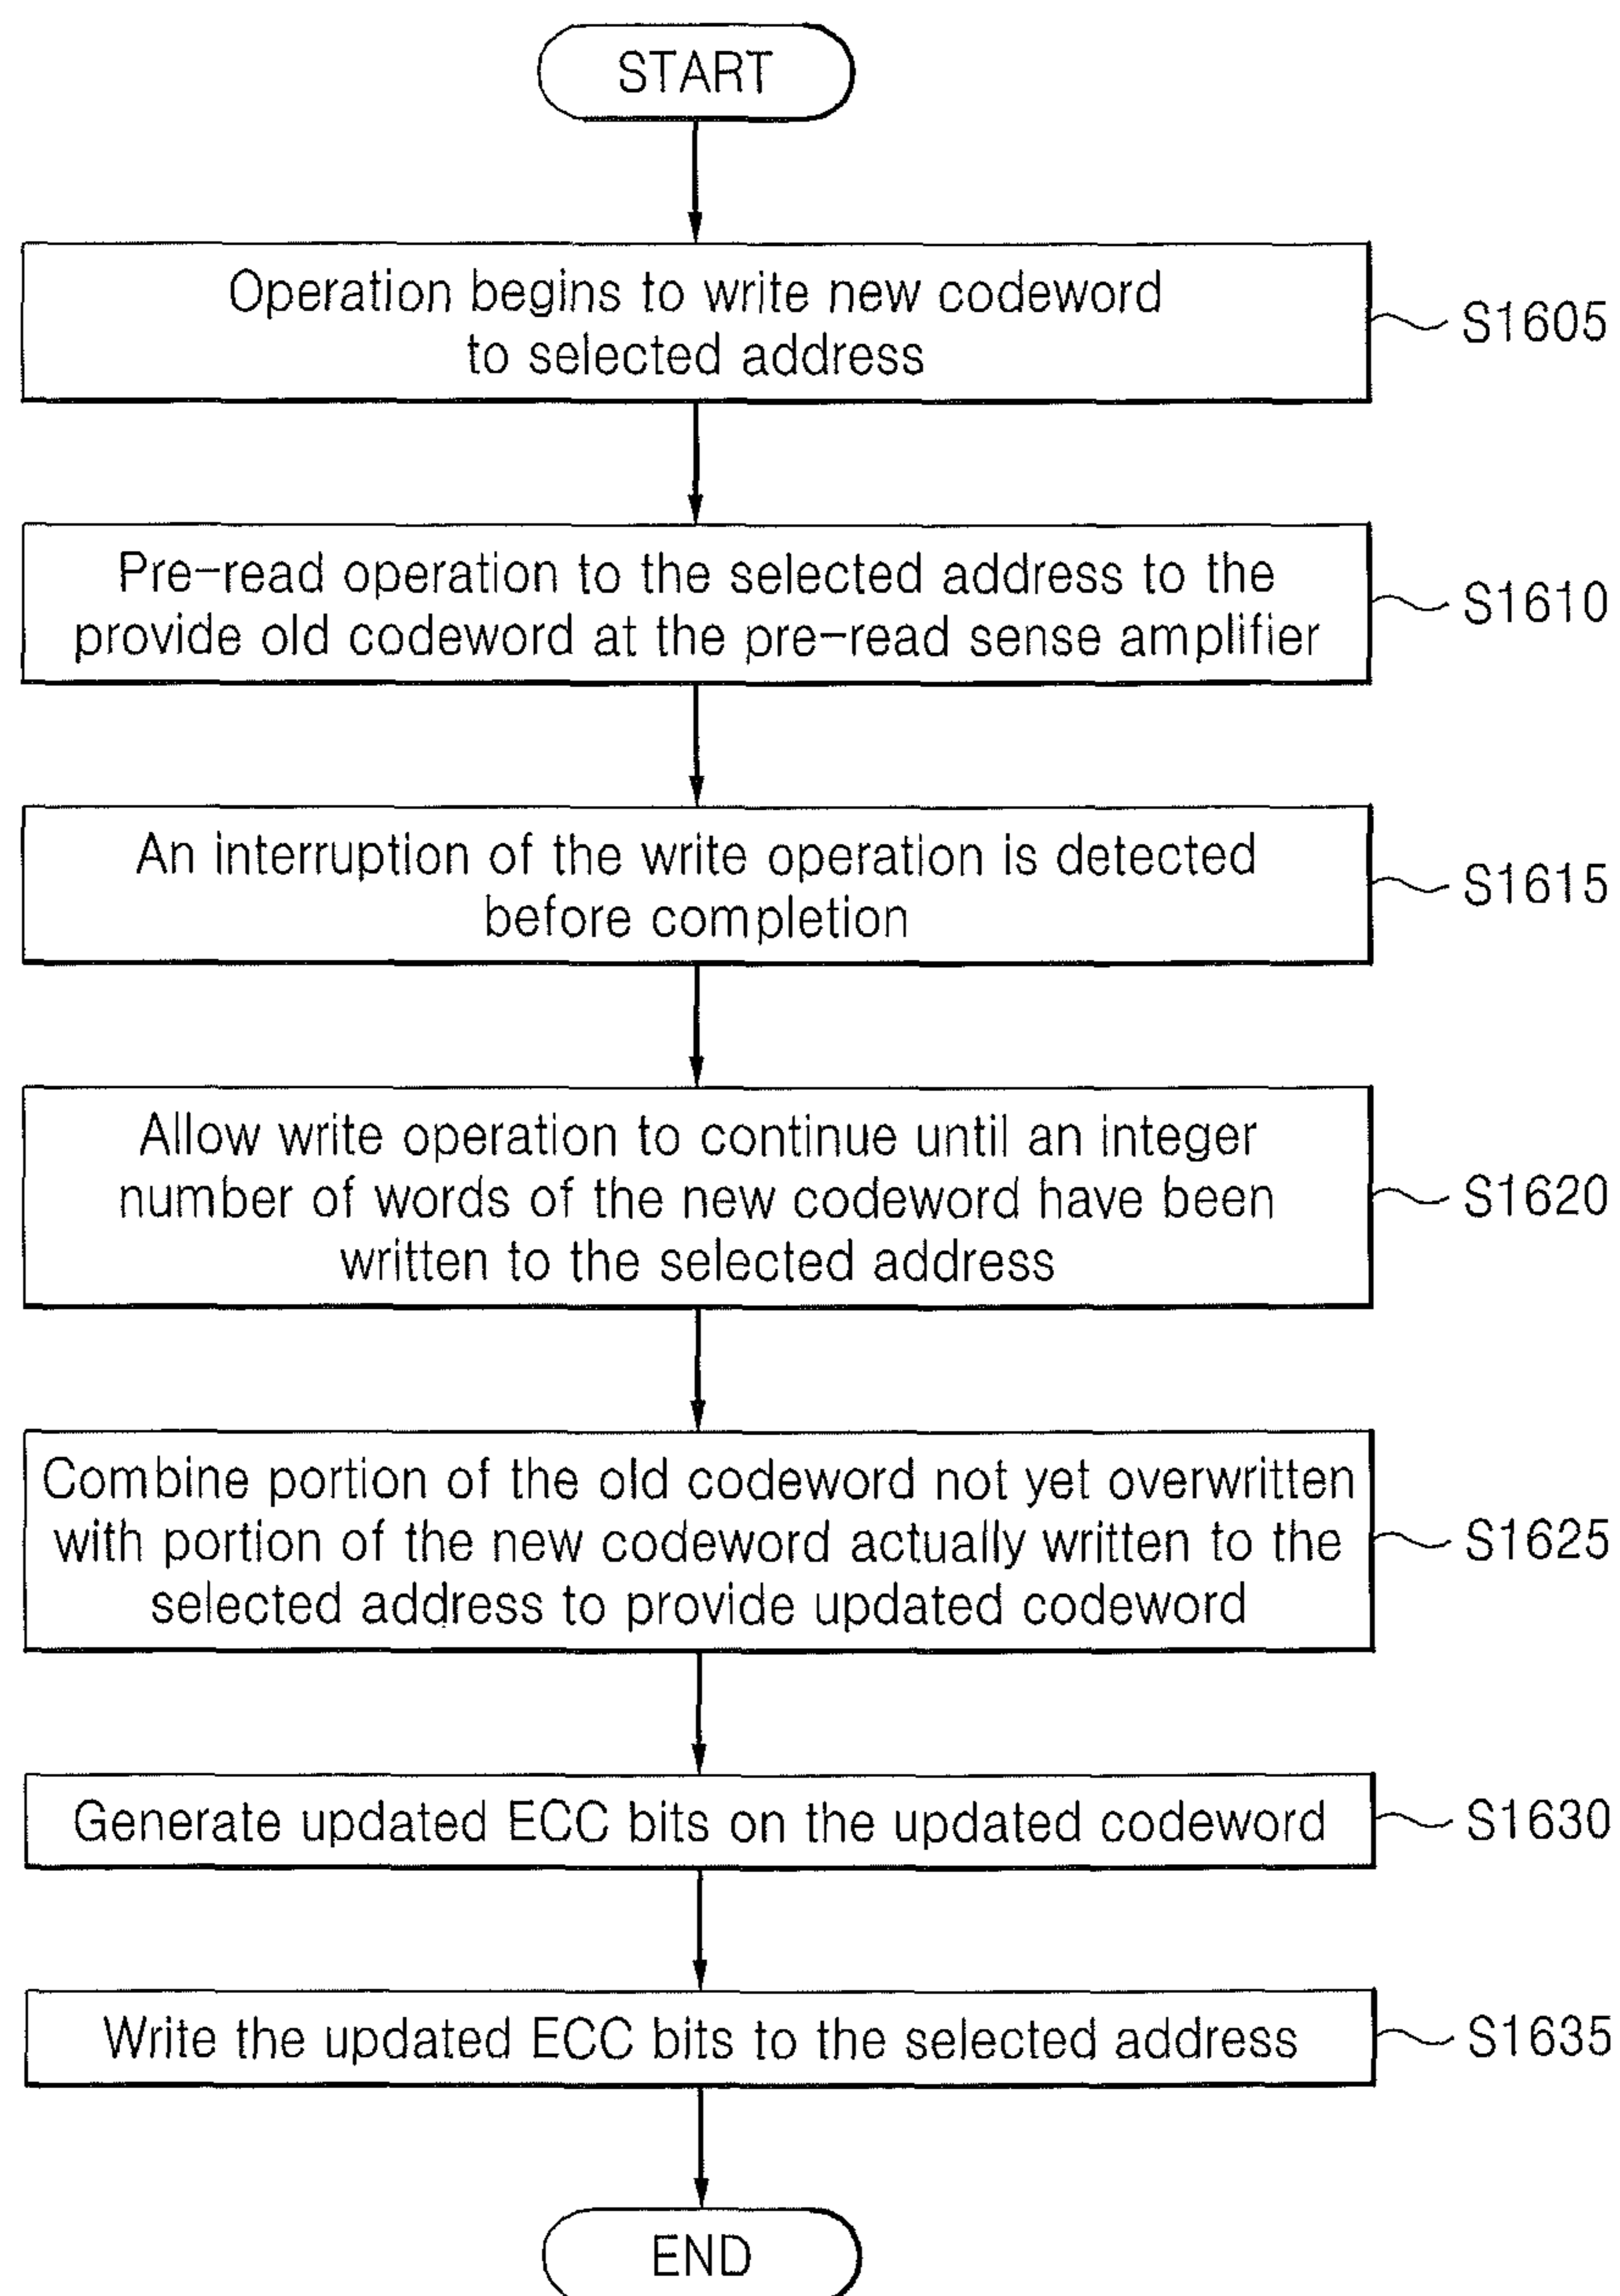 START
Operation begins to write new codeword
to selected address
S1605
Pre-read operation to the selected address to the
provide old codeword at the pre-read sense amplifier
S1610
An interruption of the write operation is detected
before completion
S1615
Allow write operation to continue until an integer
number of words of the new codeword have been
written to the selected address
S1620
Combine portion of the old codeword not yet overwritten
with portion of the new codeword actually written to the
selected address to provide updated codeword
S1625
Generate updated ECC bits on the updated codeword
S1630
Write the updated ECC bits to the selected address
S1635
END